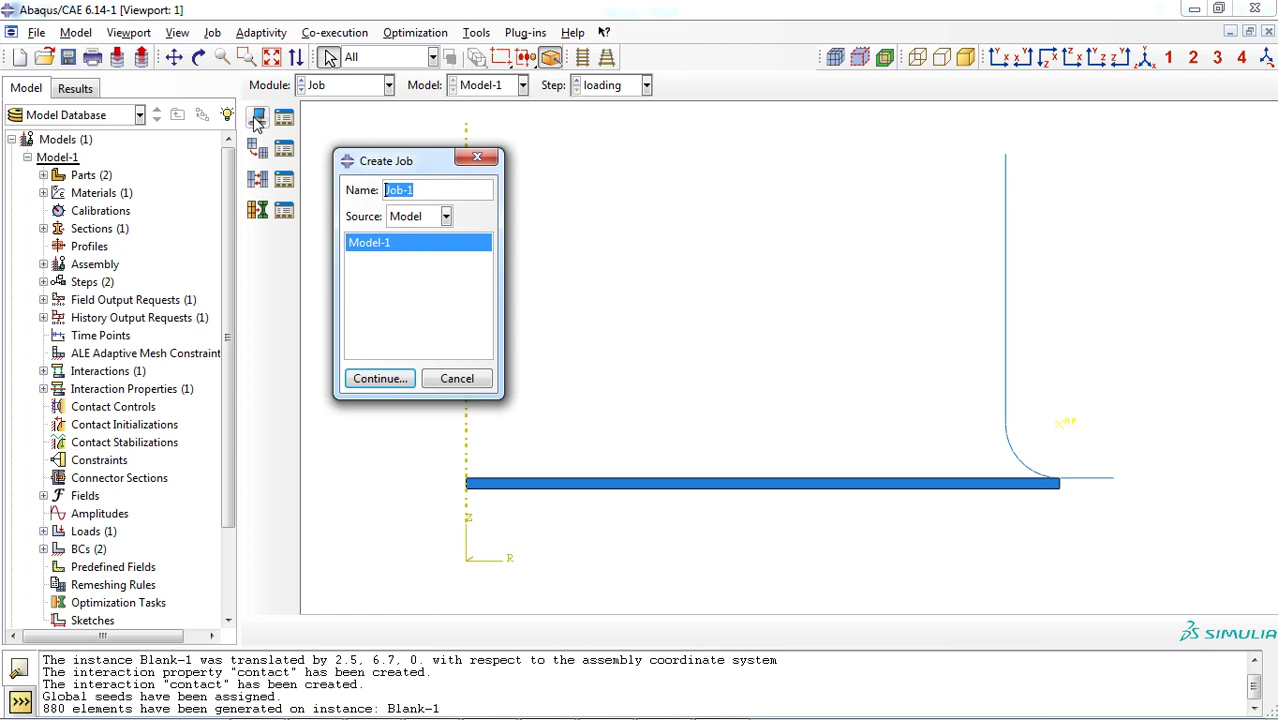 Abaqus/CAE 6.14-1 [Viewport: 1]
File Model Viewport View Job Adaptivity Co-execution Optimization Tools Plug-ins Help
All
1 2 3 4
Model Results Module: Job Model: Model-1 Step: loading
Model Database
Models (1)
Model-1
Parts (2)
Materials (1)
Calibrations
Sections (1)
Profiles
Assembly
Steps (2)
Field Output Requests (1)
History Output Requests (1)
Time Points
ALE Adaptive Mesh Constraint
Interactions (1)
Interaction Properties (1)
Contact Controls
Contact Initializations
Contact Stabilizations
Constraints
Connector Sections
Fields
Amplitudes
Loads (1)
BCs (2)
Predefined Fields
Remeshing Rules
Optimization Tasks
Sketches
Create Job
Name: Job-1
Source: Model
Model-1
Continue... Cancel
RP
Z
R
SIMULIA
The instance Blank-1 was translated by 2.5, 6.7, 0. with respect to the assembly coordinate system
The interaction property "contact" has been created.
The interaction "contact" has been created.
Global seeds have been assigned.
880 elements have been generated on instance: Blank-1